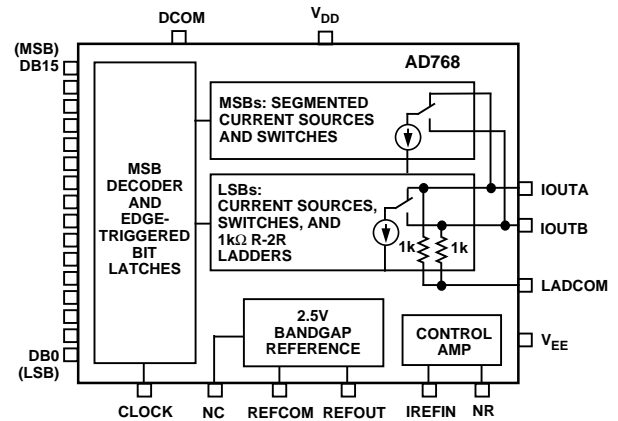 DCOM
V_DD
(MSB)
DB15
AD768
MSBs: SEGMENTED
CURRENT SOURCES
AND SWITCHES
MSB
DECODER
AND
EDGE-
TRIGGERED
BIT
LATCHES
LSBs:
CURRENT SOURCES,
SWITCHES, AND
1kΩ R-2R
LADDERS
1k
1k
IOUTA
IOUTB
LADCOM
2.5V
BANDGAP
REFERENCE
CONTROL
AMP
V_EE
DB0
(LSB)
CLOCK
NC
REFCOM
REFOUT
IREFIN
NR